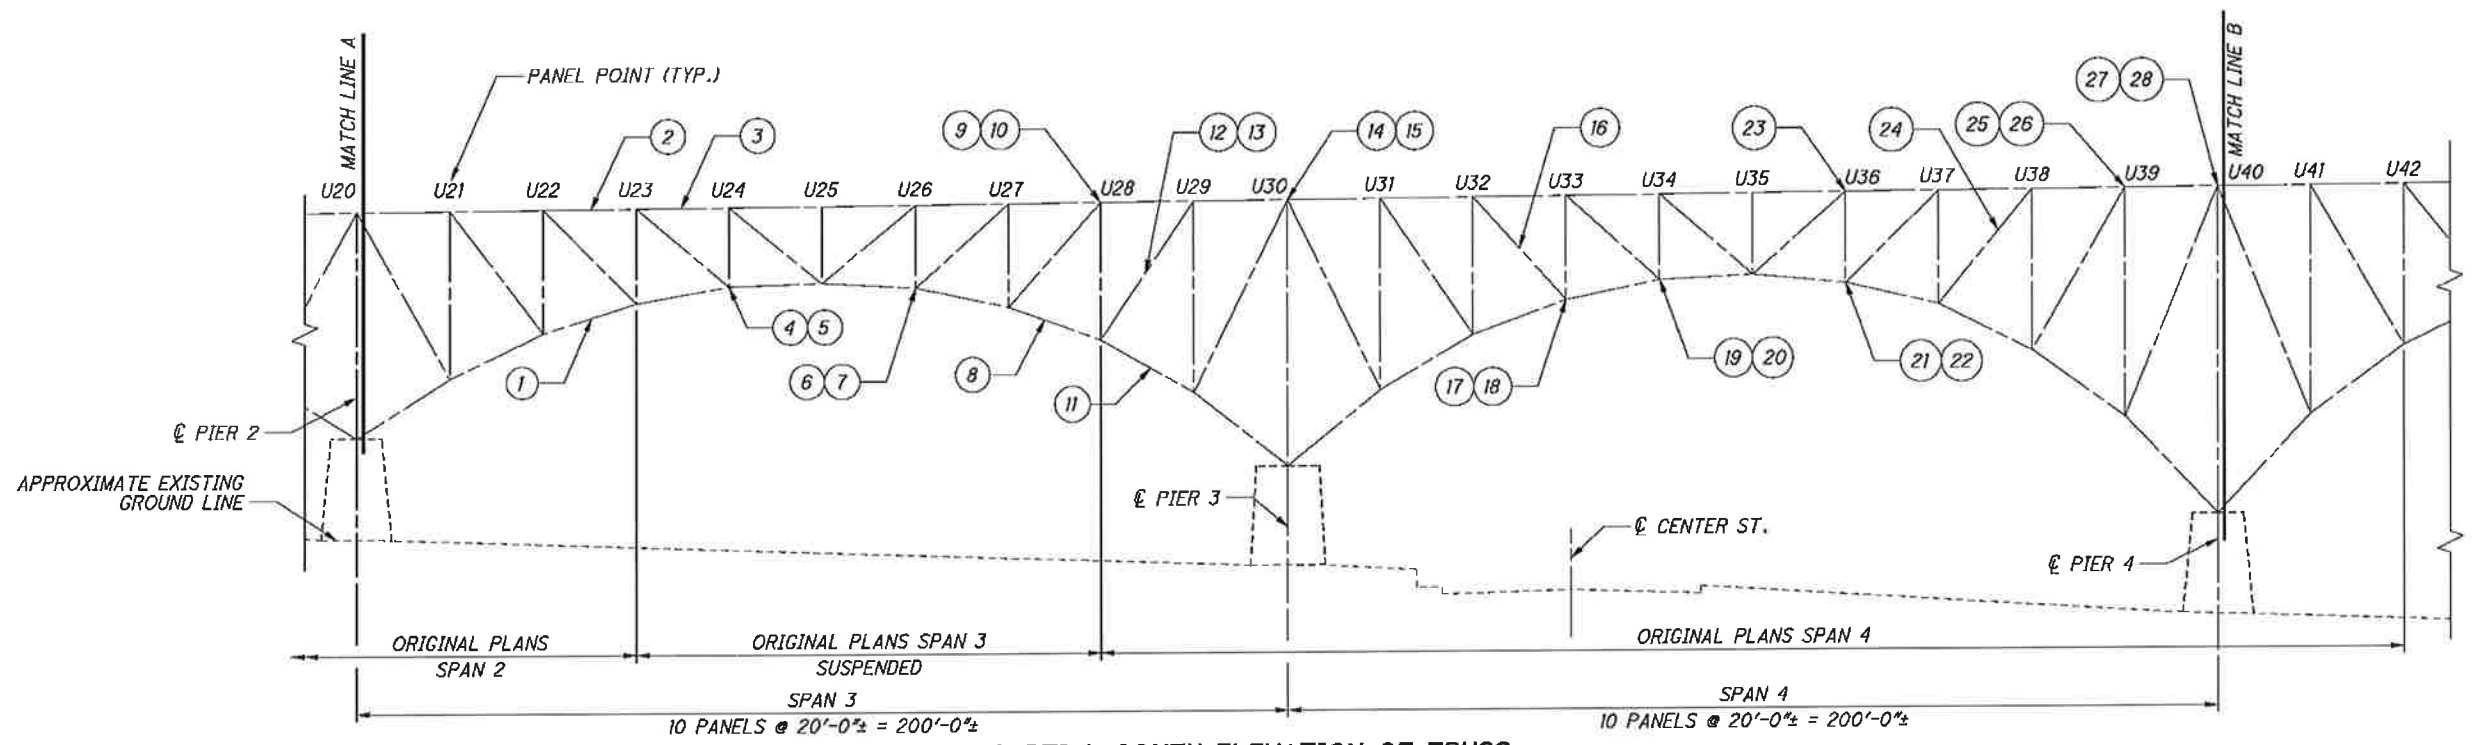 MATCH LINE A
PANEL POINT (TYP.)
2
3
9 10
12 13
14 15
16
23
24
25 26
27 28
MATCH LINE B
U20
U21
U22
U23
U24
U25
U26
U27
U28
U29
U30
U31
U32
U33
U34
U35
U36
U37
U38
U39
U40
U41
U42
1
4 5
6 7
8
11
17 18
19 20
21 22
℄ PIER 2
APPROXIMATE EXISTING
GROUND LINE
℄ PIER 3
℄ CENTER ST.
℄ PIER 4
ORIGINAL PLANS
SPAN 2
ORIGINAL PLANS SPAN 3
SUSPENDED
ORIGINAL PLANS SPAN 4
SPAN 3
10 PANELS @ 20'-0"± = 200'-0"±
SPAN 4
10 PANELS @ 20'-0"± = 200'-0"±